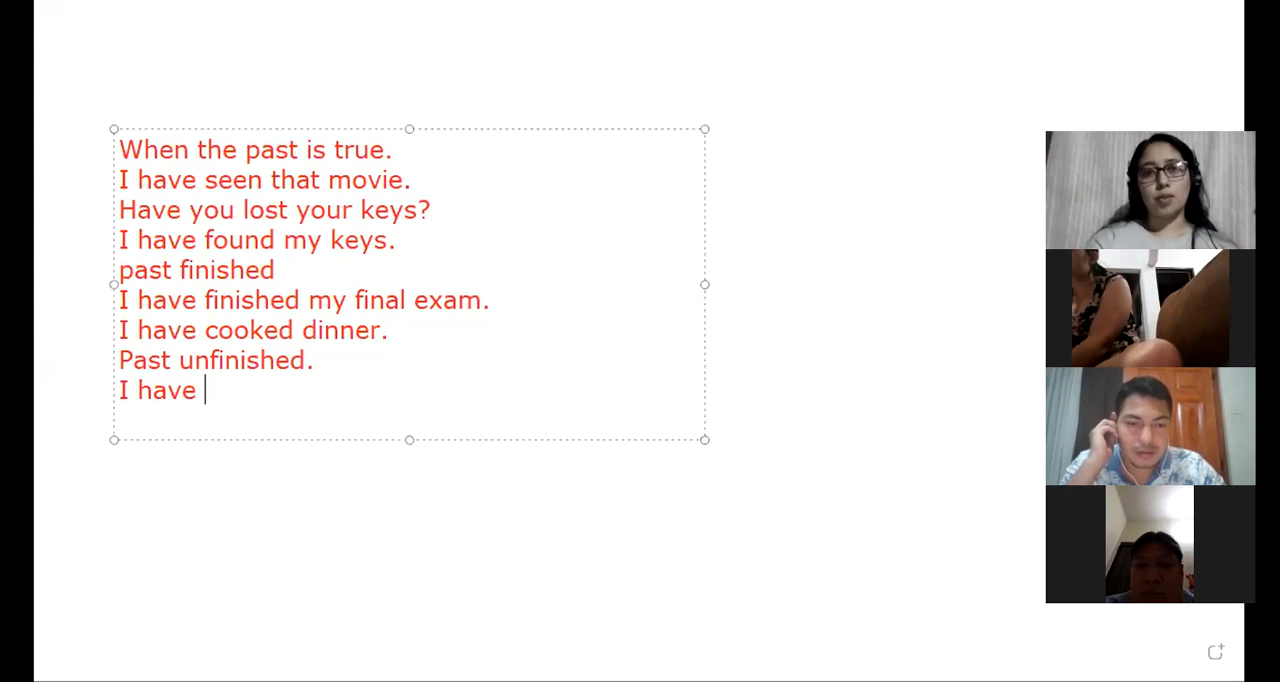 When the past is true.
I have seen that movie.
Have you lost your keys?
I have found my keys.
past finished
I have finished my final exam.
I have cooked dinner.
Past unfinished.
I have